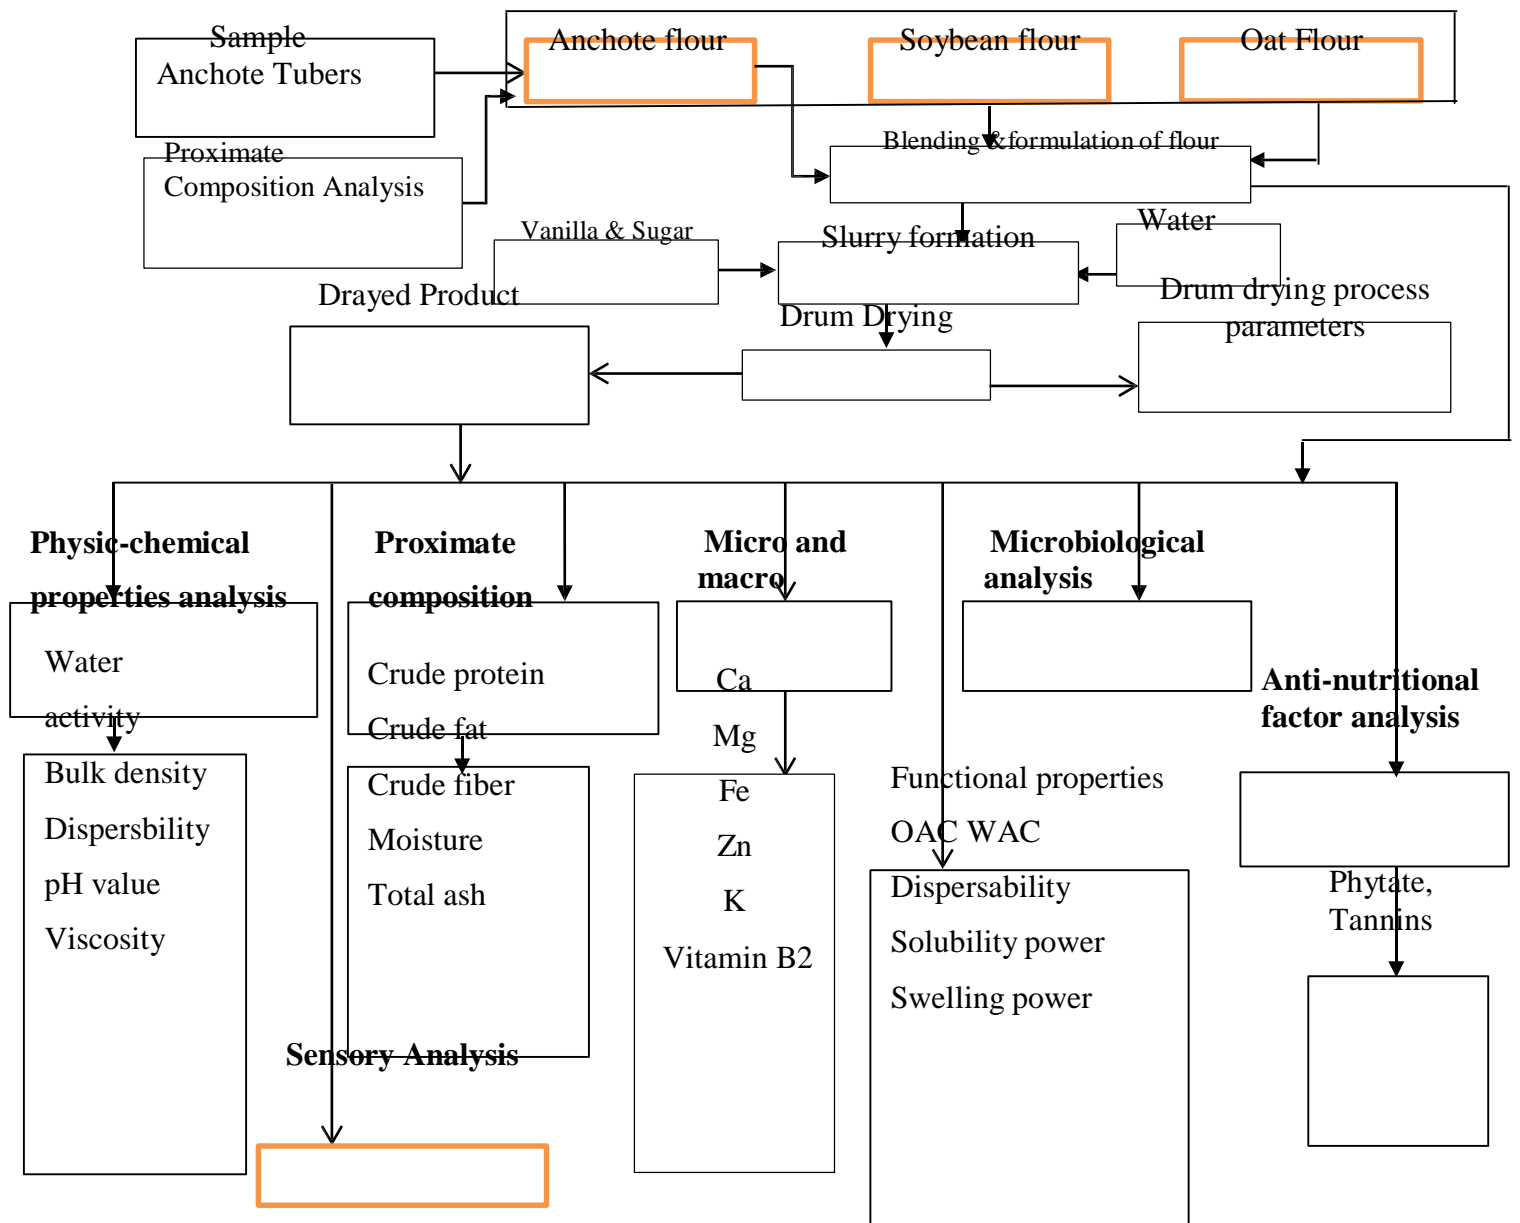 Sample
Anchote Tubers
Anchote flour
Soybean flour
Oat Flour
Blending &formulation of flour
Proximate
Composition Analysis
Vanilla & Sugar
Slurry formation
Water
Drayed Product
Drum Drying
Drum drying process
parameters
Physic-chemical
properties analysis
Water
activity
Bulk density
Dispersbility
pH value
Viscosity
Proximate
composition
Crude protein
Crude fat
Crude fiber
Moisture
Total ash
Sensory Analysis
Micro and
macro
Ca
Mg
Fe
Zn
K
Vitamin B2
Functional properties
OAC WAC
Dispersability
Solubility power
Swelling power
Microbiological
analysis
Anti-nutritional
factor analysis
Phytate,
Tannins